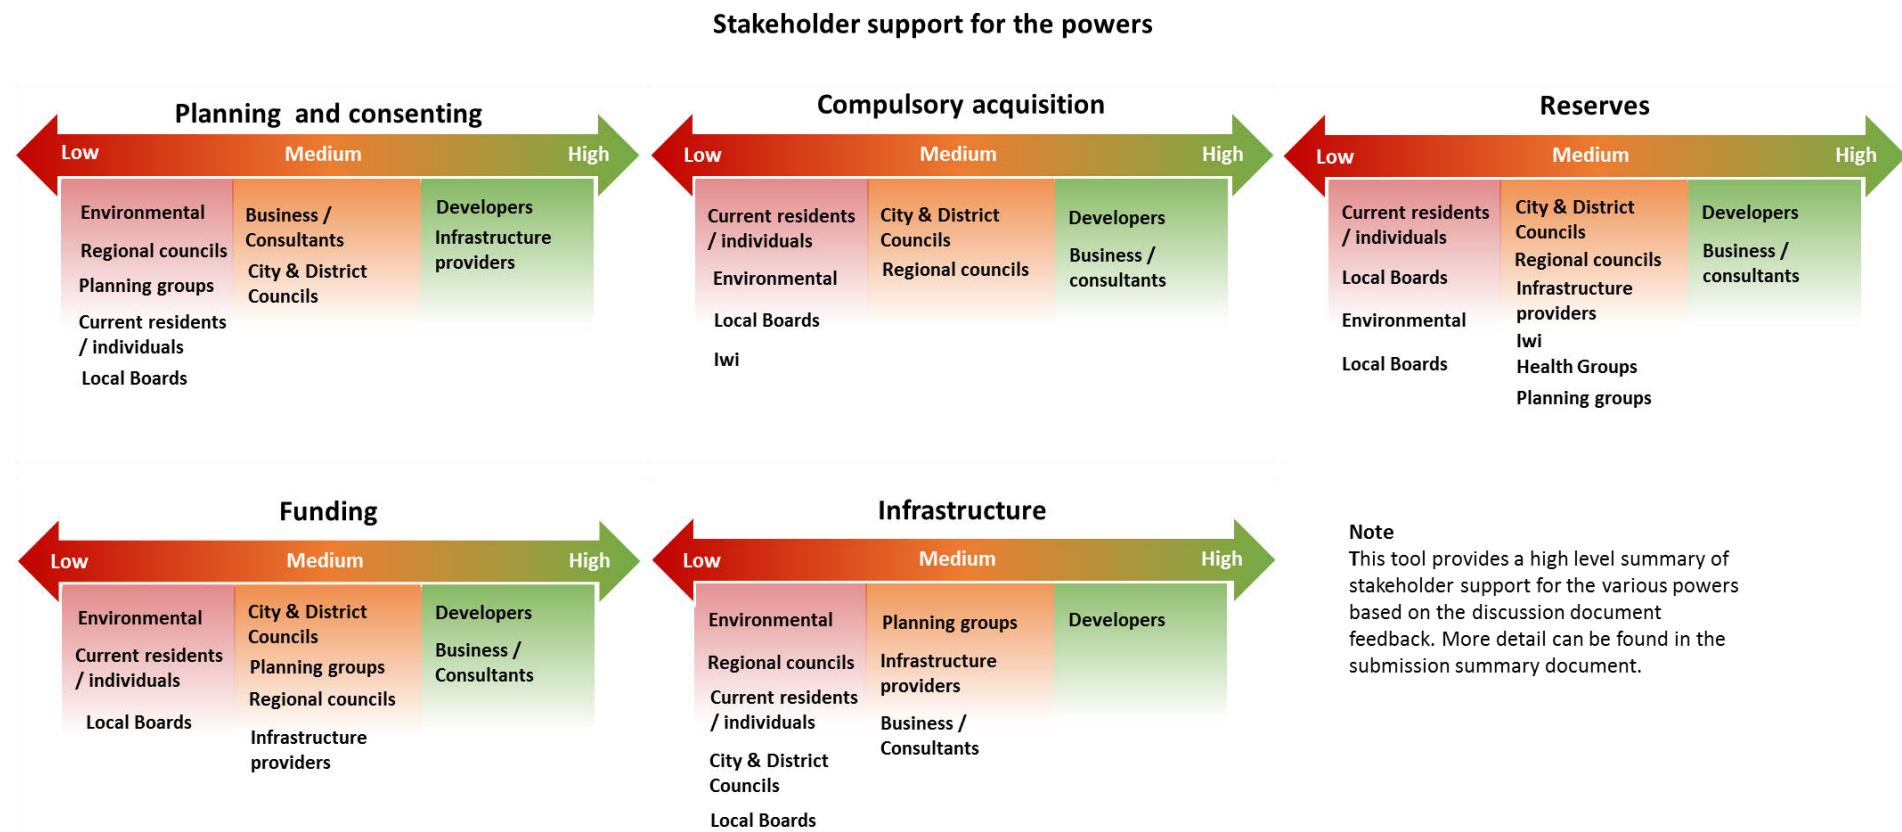 Stakeholder support for the powers
Planning and consenting
Low
Medium
High
Environmental
Regional councils
Planning groups
Current residents
/ individuals
Local Boards
Business /
Consultants
City & District
Councils
Developers
Infrastructure
providers
Compulsory acquisition
Low
Medium
High
Current residents
/ individuals
Environmental
Local Boards
Iwi
City & District
Councils
Regional councils
Developers
Business /
consultants
Reserves
Low
Medium
High
Current residents
/ individuals
Local Boards
Environmental
Local Boards
City & District
Councils
Regional councils
Infrastructure
providers
Iwi
Health Groups
Planning groups
Developers
Business /
consultants
Funding
Low
Medium
High
Environmental
Current residents
/ individuals
Local Boards
City & District
Councils
Planning groups
Regional councils
Infrastructure
providers
Developers
Business /
Consultants
Infrastructure
Low
Medium
High
Environmental
Regional councils
Current residents
/ individuals
City & District
Councils
Local Boards
Planning groups
Infrastructure
providers
Business /
Consultants
Developers
Note
This tool provides a high level summary of
stakeholder support for the various powers
based on the discussion document
feedback. More detail can be found in the
submission summary document.